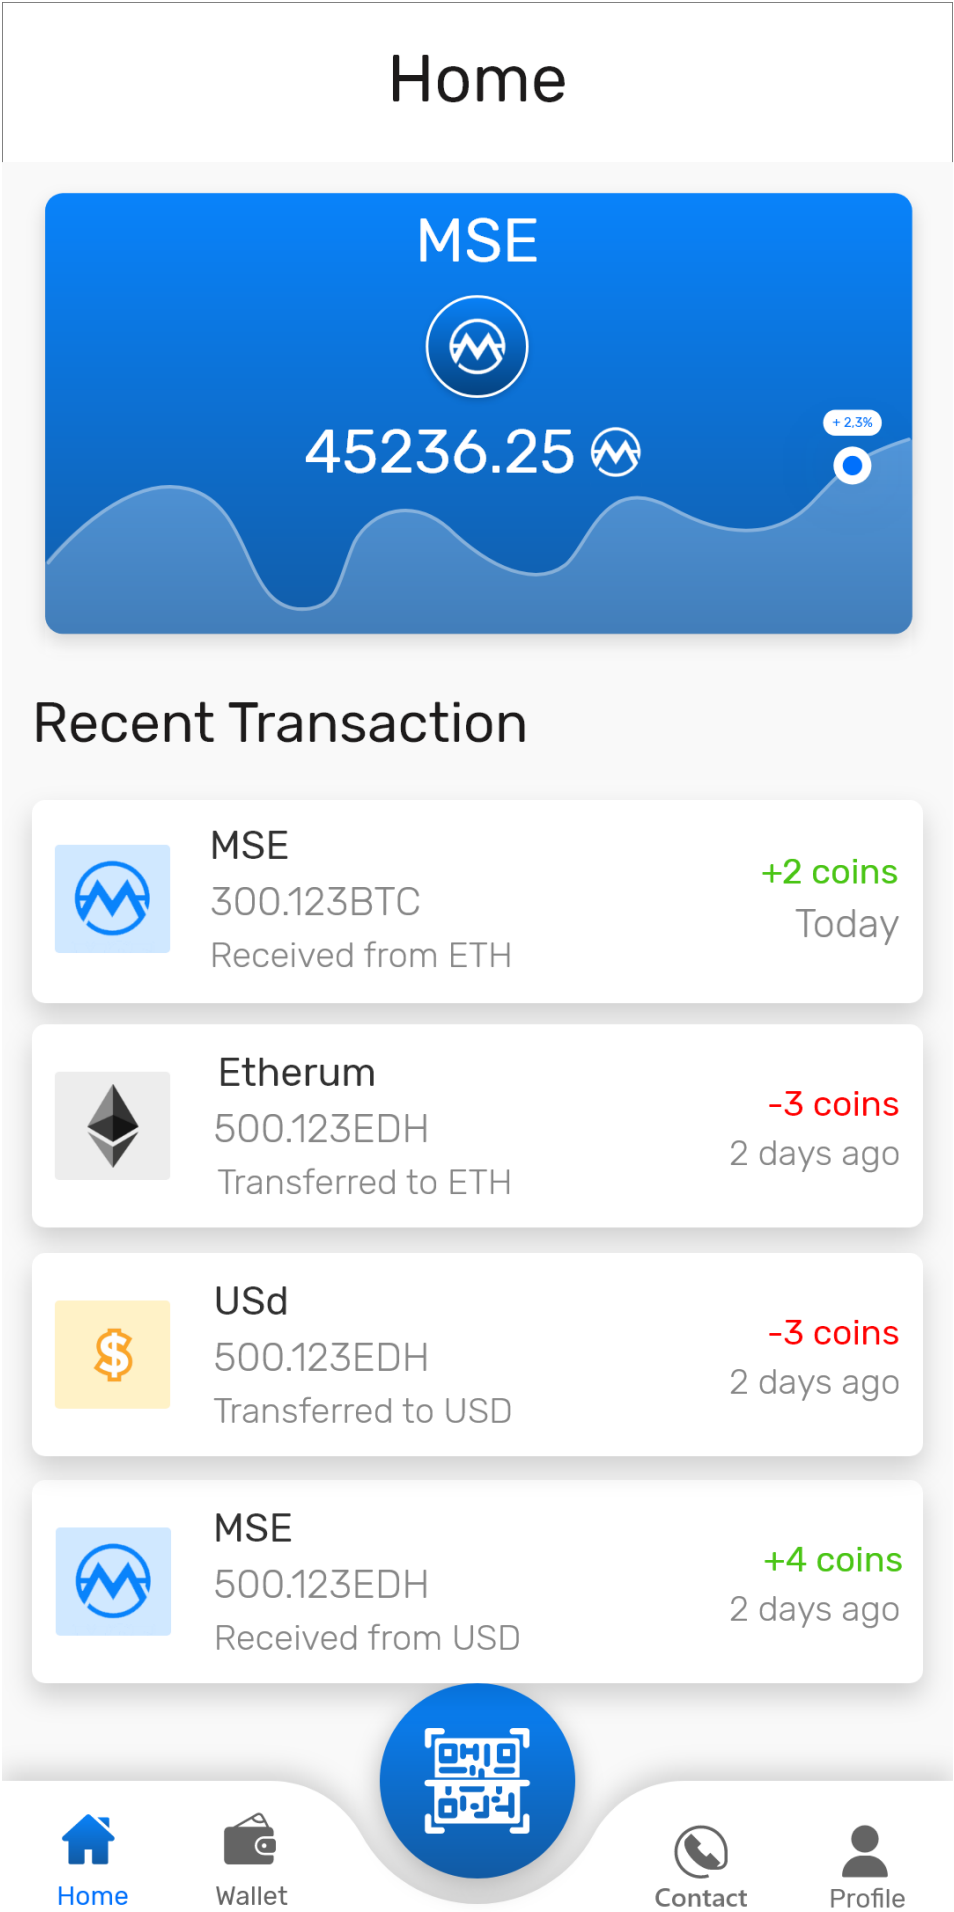 Home
MSE
45236.25
+ 2,3%
Recent Transaction
MSE
300.123BTC
Received from ETH
+2 coins
Today
Etherum
500.123EDH
Transferred to ETH
-3 coins
2 days ago
USd
500.123EDH
Transferred to USD
-3 coins
2 days ago
MSE
500.123EDH
Received from USD
+4 coins
2 days ago
Home
Wallet
Contact
Profile